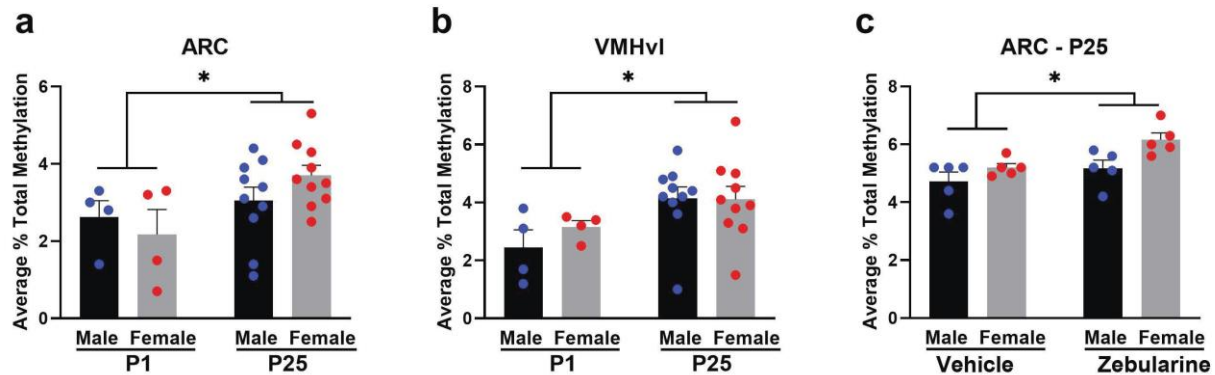 a
ARC
Average % Total Methylation
6
4
2
0
*
Male Female Male Female
P1 P25
b
VMHvl
Average % Total Methylation
8
6
4
2
0
*
Male Female Male Female
P1 P25
c
ARC - P25
Average % Total Methylation
8
6
4
2
0
*
Male Female Male Female
Vehicle Zebularine